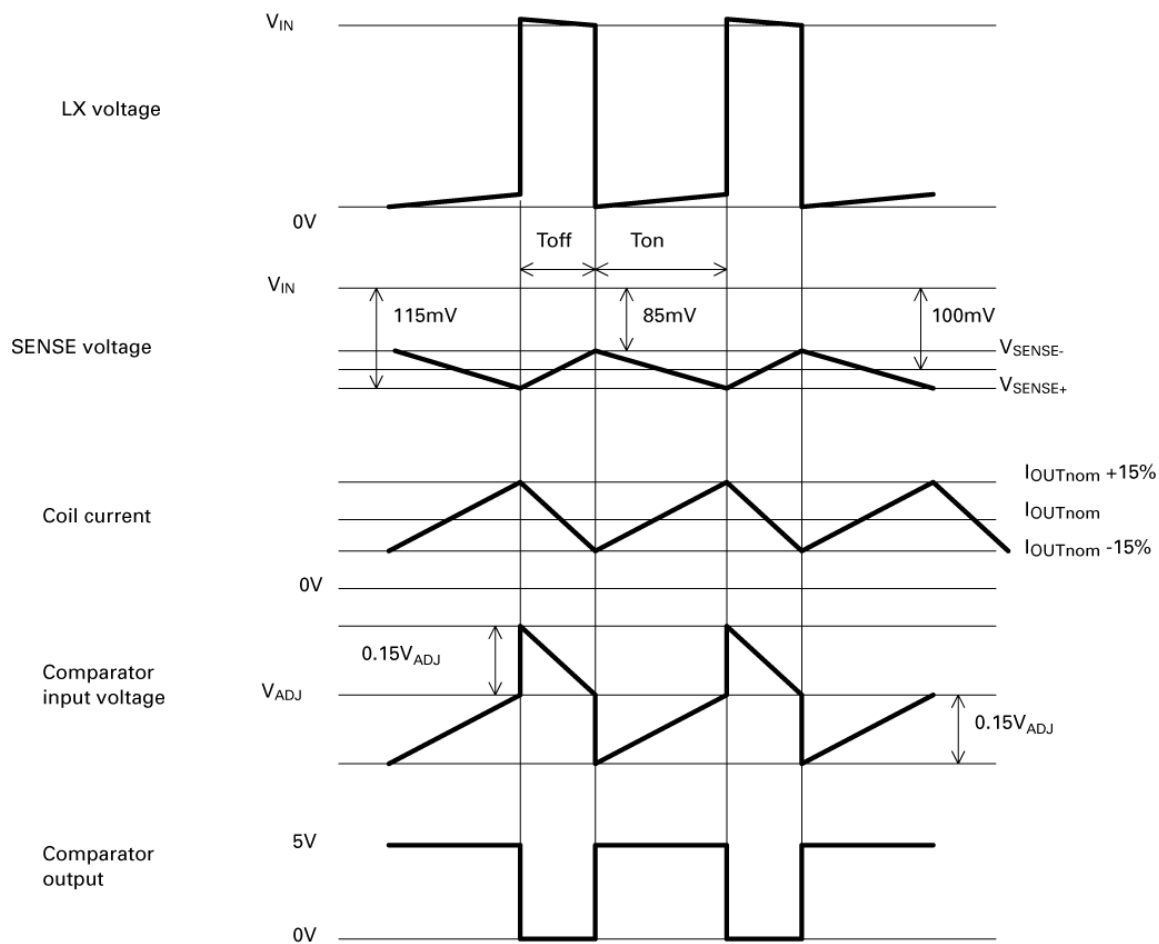 V_IN
LX voltage
0V
Toff
Ton
V_IN
115mV
85mV
100mV
SENSE voltage
V_SENSE-
V_SENSE+
I_OUTnom +15%
Coil current
I_OUTnom
I_OUTnom -15%
0V
0.15V_ADJ
Comparator
input voltage
V_ADJ
0.15V_ADJ
5V
Comparator
output
0V